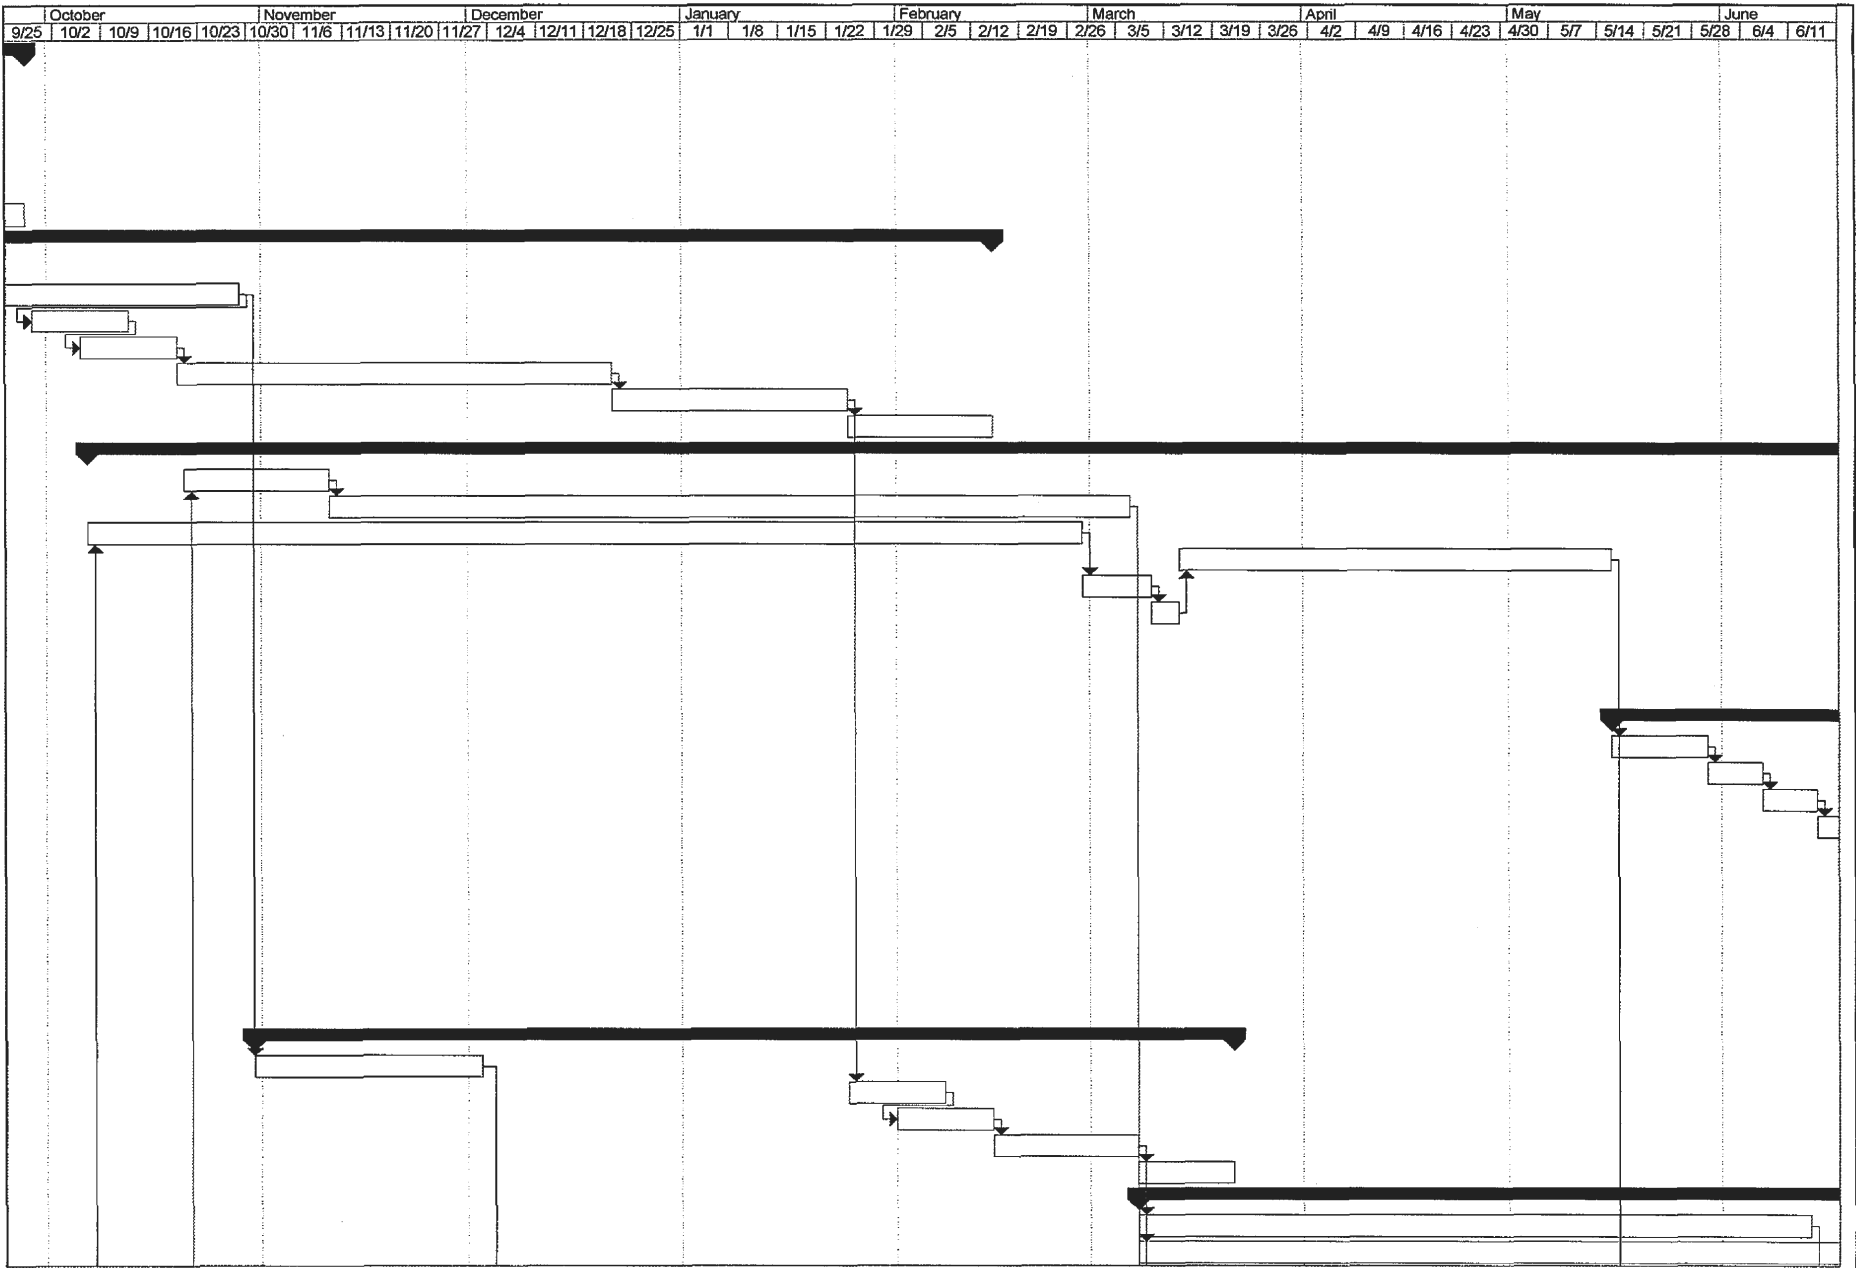 October November December January February March April May June
9/25 10/2 10/9 10/16 10/23 10/30 11/6 11/13 11/20 11/27 12/4 12/11 12/18 12/25 1/1 1/8 1/15 1/22 1/29 2/5 2/12 2/19 2/26 3/5 3/12 3/19 3/26 4/2 4/9 4/16 4/23 4/30 5/7 5/14 5/21 5/28 6/4 6/11